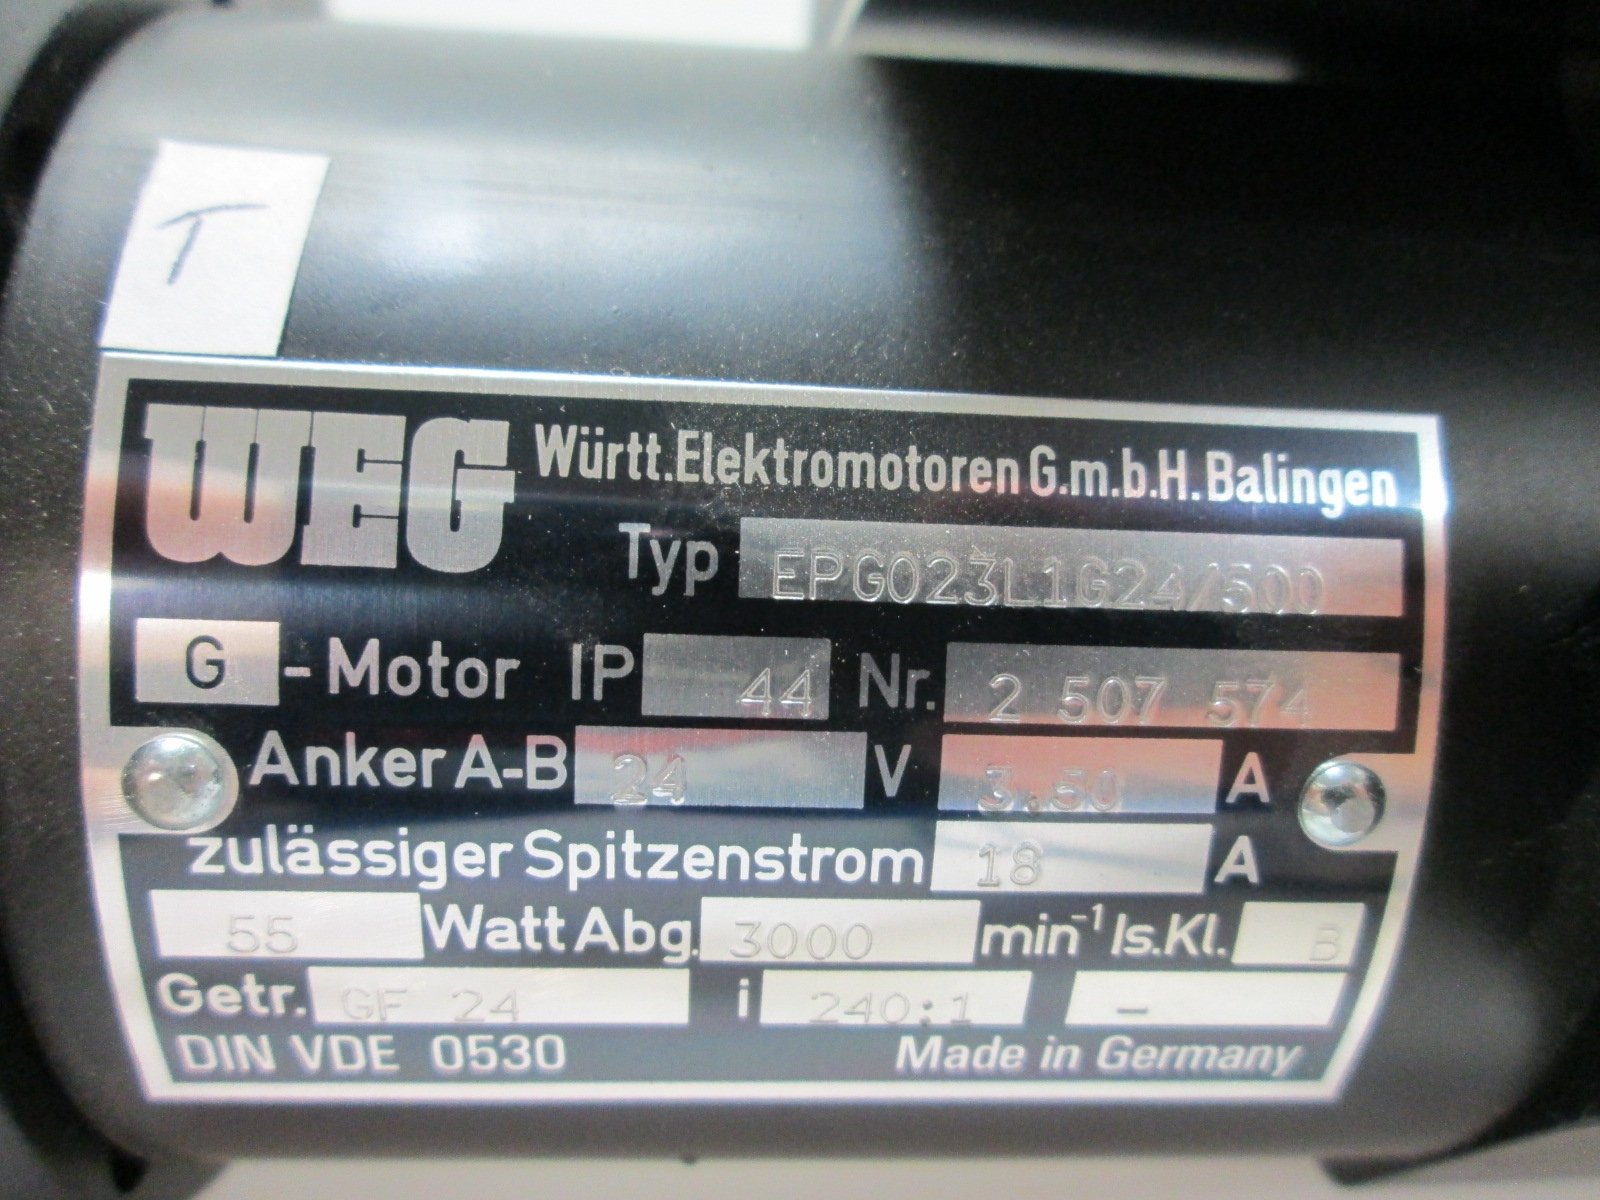 T
WEG Württ.Elektromotoren G.m.b.H. Balingen
Typ EPG023L1G24/500
G -Motor IP 44 Nr. 2 507 574
Anker A-B 24 V 3.50 A
zulässiger Spitzenstrom 18 A
55 Watt Abg. 3000 min⁻¹ Is.Kl. B
Getr. GF 24 i 240:1 –
DIN VDE 0530 Made in Germany